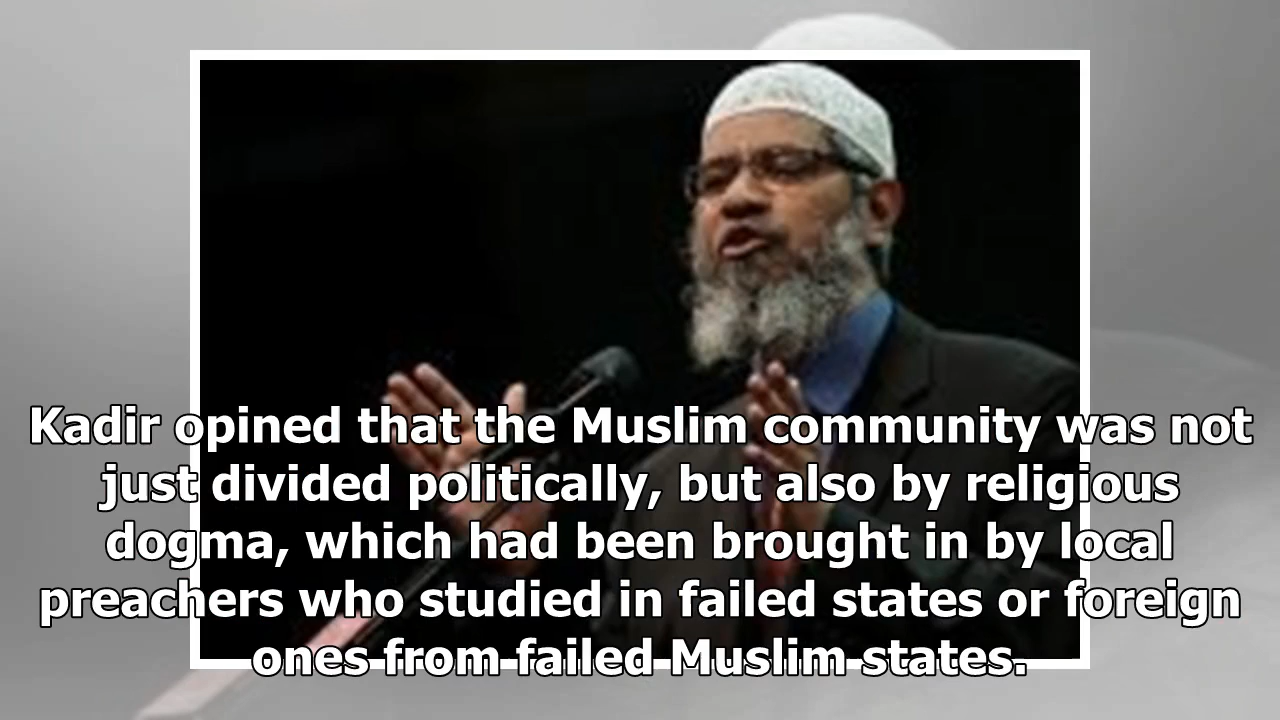 Kadir opined that the Muslim community was not
just divided politically, but also by religious
dogma, which had been brought in by local
preachers who studied in failed states or foreign
ones from failed Muslim states.